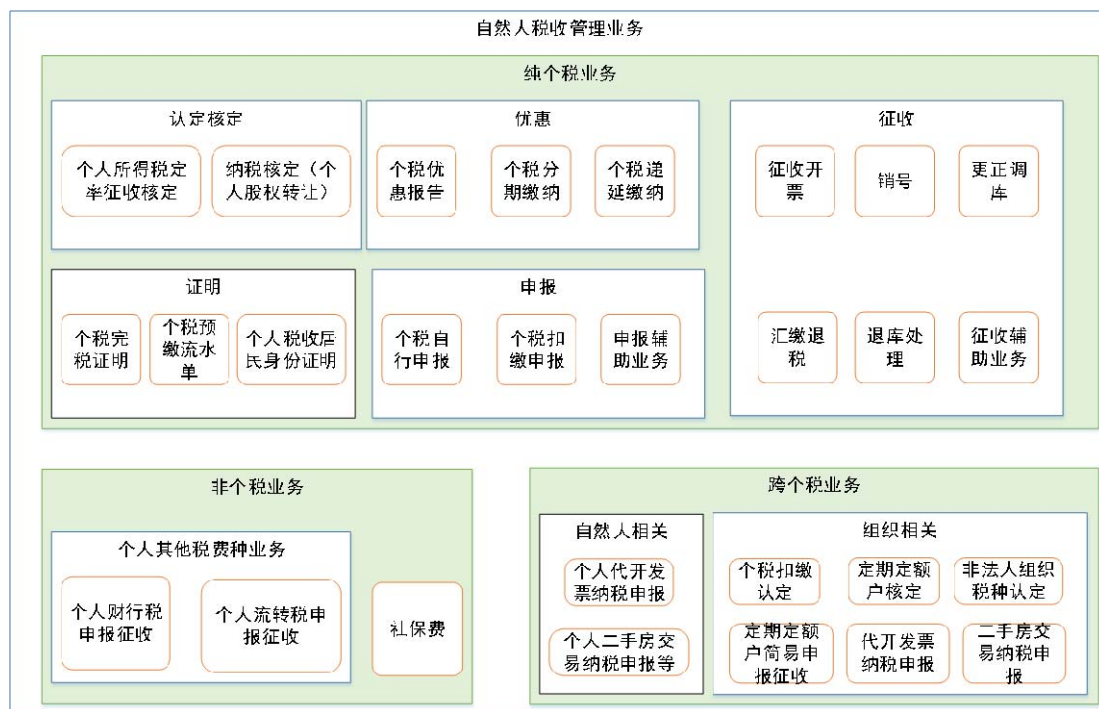 自然人税收管理业务
纯个税业务
认定核定
个人所得税定
率征收核定
纳税核定（个
人股权转让）
优惠
个税优
惠报告
个税分
期缴纳
个税递
延缴纳
征收
征收开
票
销号
更正调
库
汇缴退
税
退库处
理
征收辅
助业务
证明
个税完
税证明
个税预
缴流水
单
个人税收居
民身份证明
申报
个税自
行申报
个税扣
缴申报
申报辅
助业务
非个税业务
个人其他税费种业务
个人财行税
申报征收
个人流转税申
报征收
社保费
跨个税业务
自然人相关
个人代开发
票纳税申报
个人二手房交
易纳税申报等
组织相关
个税扣缴
认定
定期定额
户核定
非法人组织
税种认定
定期定额
户简易申
报征收
代开发票
纳税申报
二手房交
易纳税申
报